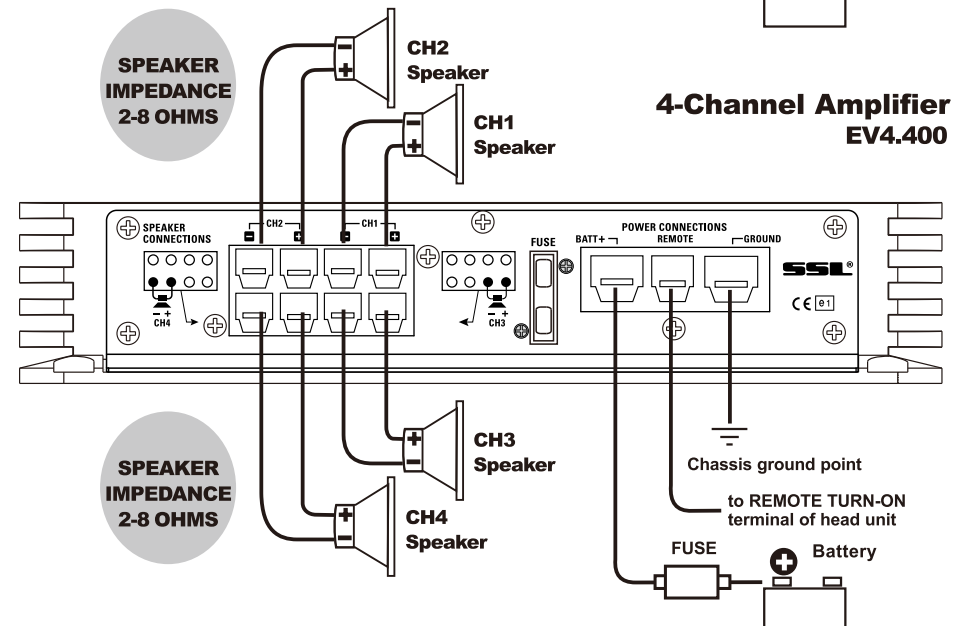 SPEAKER
IMPEDANCE
2-8 OHMS
−
+
CH2
Speaker
−
+
CH1
Speaker
4-Channel Amplifier
EV4.400
SPEAKER
CONNECTIONS
CH2
CH1
−
+
−
+
− +
CH4
− +
CH3
FUSE
POWER CONNECTIONS
BATT+
REMOTE
GROUND
SSL®
CE e1
SPEAKER
IMPEDANCE
2-8 OHMS
+
−
CH3
Speaker
+
−
CH4
Speaker
Chassis ground point
to REMOTE TURN-ON
terminal of head unit
FUSE
+
Battery